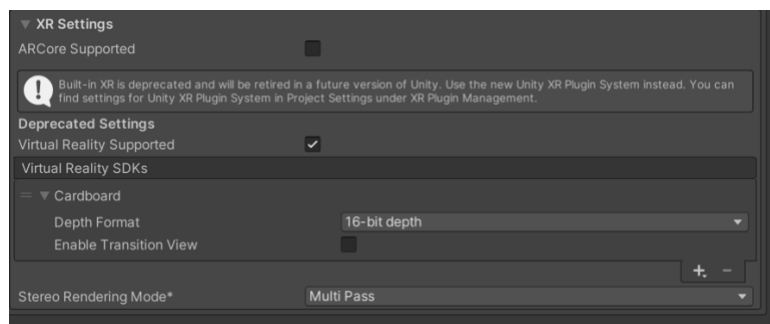 XR Settings
ARCore Supported
Built-in XR is deprecated and will be retired in a future version of Unity. Use the new Unity XR Plugin System instead. You can
find settings for Unity XR Plugin System in Project Settings under XR Plugin Management.
Deprecated Settings
Virtual Reality Supported
Virtual Reality SDKs
Cardboard
Depth Format 16-bit depth
Enable Transition View
Stereo Rendering Mode* Multi Pass